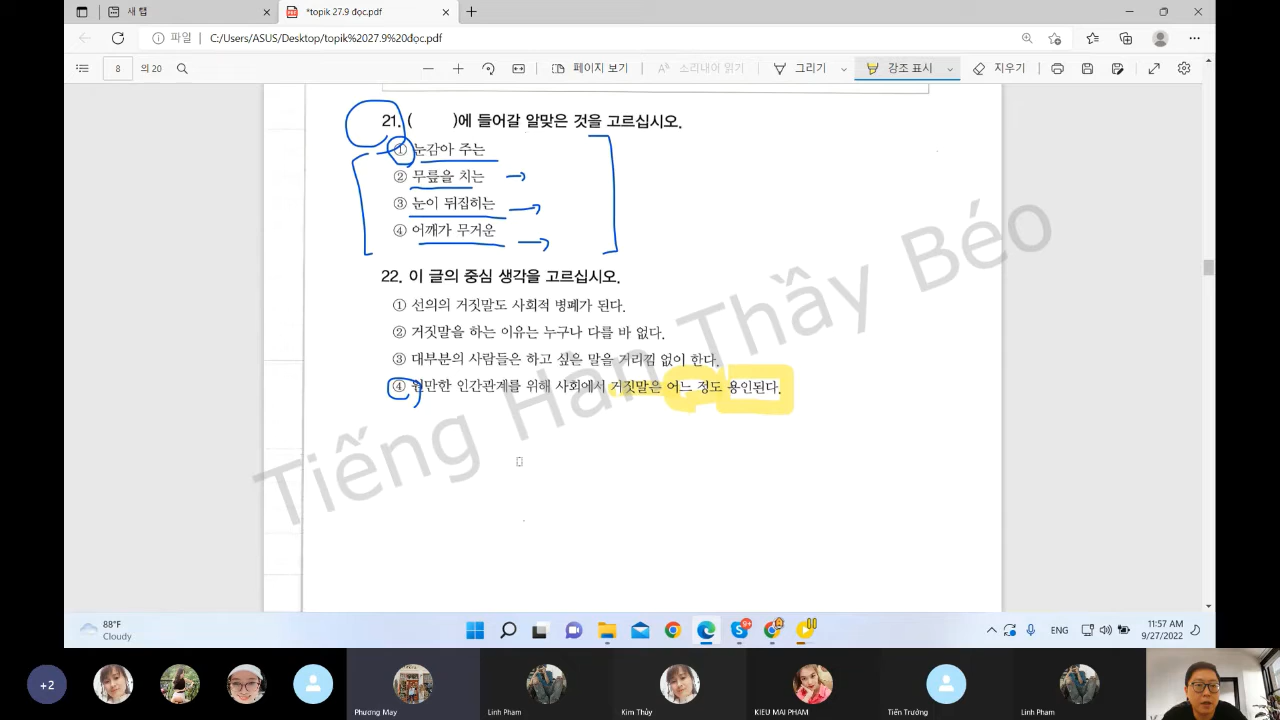 새 탭
*topik 27.9 đọc.pdf
파일 C:/Users/ASUS/Desktop/topik%2027.9%20đọc.pdf
8 의 20
페이지 보기
소리내어 읽기
그리기
강조 표시
지우기
21. ( )에 들어갈 알맞은 것을 고르십시오.
① 눈감아 주는
② 무릎을 치는
③ 눈이 뒤집히는
④ 어깨가 무거운
22. 이 글의 중심 생각을 고르십시오.
① 선의의 거짓말도 사회적 병폐가 된다.
② 거짓말을 하는 이유는 누구나 다를 바 없다.
③ 대부분의 사람들은 하고 싶은 말을 거리낌 없이 한다.
④ 원만한 인간관계를 위해 사회에서 거짓말은 어느 정도 용인된다.
Tiếng Hàn Thầy Béo
88°F
Cloudy
9+
ENG
11:57 AM
9/27/2022
+2
Phương May
Linh Phạm
Kim Thủy
KIEU MAI PHAM
Tiến Trưởng
Linh Phạm